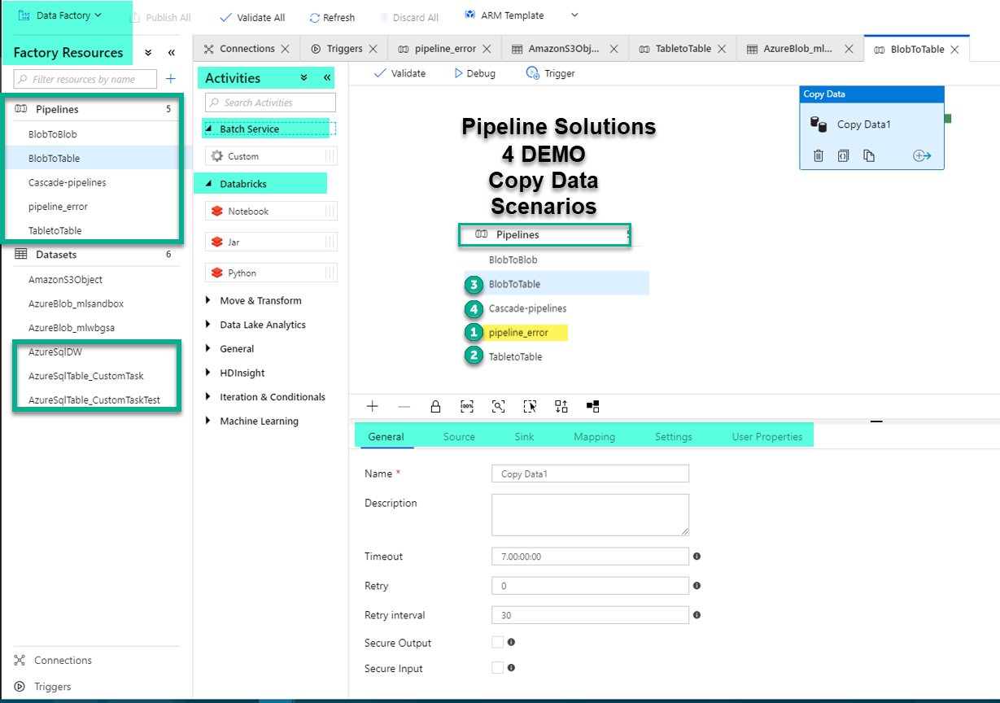 Data Factory
Publish All
Validate All
Refresh
Discard All
ARM Template
Factory Resources
Filter resources by name
Pipelines 5
BlobToBlob
BlobToTable
Cascade-pipelines
pipeline_error
TabletoTable
Datasets 6
AmazonS3Object
AzureBlob_mlsandbox
AzureBlob_mlwbgsa
AzureSqlDW
AzureSqlTable_CustomTask
AzureSqlTable_CustomTaskTest
Connections
Triggers
Connections
Triggers
pipeline_error
AmazonS3Obj...
TabletoTable
AzureBlob_ml...
BlobToTable
Activities
Search Activities
Batch Service
Custom
Databricks
Notebook
Jar
Python
Move & Transform
Data Lake Analytics
General
HDInsight
Iteration & Conditionals
Machine Learning
Validate
Debug
Trigger
Pipeline Solutions
4 DEMO
Copy Data
Scenarios
Pipelines 5
BlobToBlob
3 BlobToTable
4 Cascade-pipelines
1 pipeline_error
2 TabletoTable
Copy Data
Copy Data1
100%
General Source Sink Mapping Settings User Properties
Name * Copy Data1
Description
Timeout 7.00:00:00
Retry 0
Retry interval 30
Secure Output
Secure Input